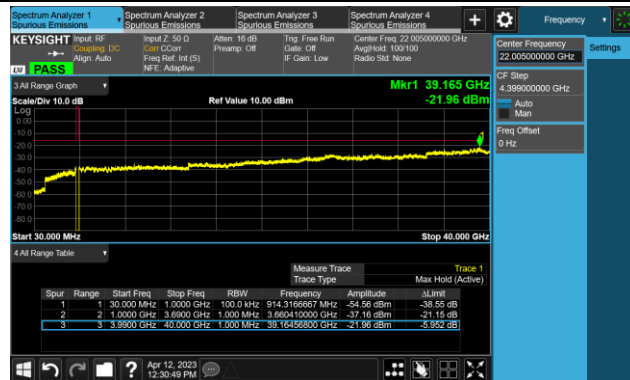 Spectrum Analyzer 1
Spurious Emissions
Spectrum Analyzer 2
Spurious Emissions
Spectrum Analyzer 3
Spurious Emissions
Spectrum Analyzer 4
Spurious Emissions
+
Frequency
KEYSIGHT
Input: RF
Coupling: DC
Align: Auto
Input Z: 50 Ω
Corr CCorr
Freq Ref: Int (S)
NFE: Adaptive
Atten: 16 dB
Preamp: Off
Trig: Free Run
Gate: Off
IF Gain: Low
Center Freq: 22.005000000 GHz
Avg|Hold: 100/100
Radio Std: None
LXI PASS
Center Frequency
22.005000000 GHz
Settings
CF Step
4.399000000 GHz
Auto
Man
Freq Offset
0 Hz
3 All Range Graph
Mkr1 39.165 GHz
-21.96 dBm
Scale/Div 10.0 dB
Ref Value 10.00 dBm
Log
0.00
-10.0
-20.0
-30.0
-40.0
-50.0
-60.0
-70.0
-80.0
Start 30.000 MHz
Stop 40.000 GHz
4 All Range Table
Measure Trace Trace 1
Trace Type Max Hold (Active)
Spur Range Start Freq Stop Freq RBW Frequency Amplitude ΔLimit
1 1 30.000 MHz 1.0000 GHz 100.0 kHz 914.3166667 MHz -54.56 dBm -38.55 dB
2 2 1.0000 GHz 3.6900 GHz 1.000 MHz 3.660410000 GHz -37.16 dBm -21.15 dB
3 3 3.9900 GHz 40.000 GHz 1.000 MHz 39.16456800 GHz -21.96 dBm -5.952 dB
?
Apr 12, 2023
12:30:49 PM